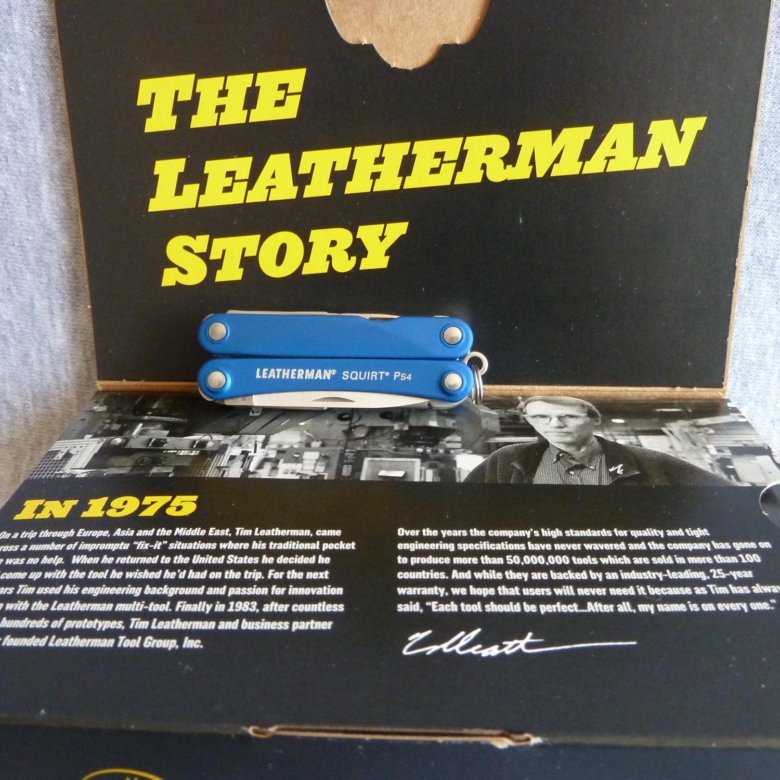 THE
LEATHERMAN
STORY
LEATHERMAN® SQUIRT® PS4
IN 1975
On a trip through Europe, Asia and the Middle East, Tim Leatherman, came
a number of impromptu "fix-it" situations where his traditional pocket
was no help. When he returned to the United States he decided he
come up with the tool he wished he'd had on the trip. For the next
Tim used his engineering background and passion for innovation
with the Leatherman multi-tool. Finally in 1983, after countless
hundreds of prototypes, Tim Leatherman and business partner
founded Leatherman Tool Group, Inc.
Over the years the company's high standards for quality and tight
engineering specifications have never wavered and the company has gone on
to produce more than 50,000,000 tools which are sold in more than 100
countries. And while they are backed by an industry-leading, 25-year
warranty, we hope that users will never need it because as Tim has
said, "Each tool should be perfect...After all, my name is on every one."